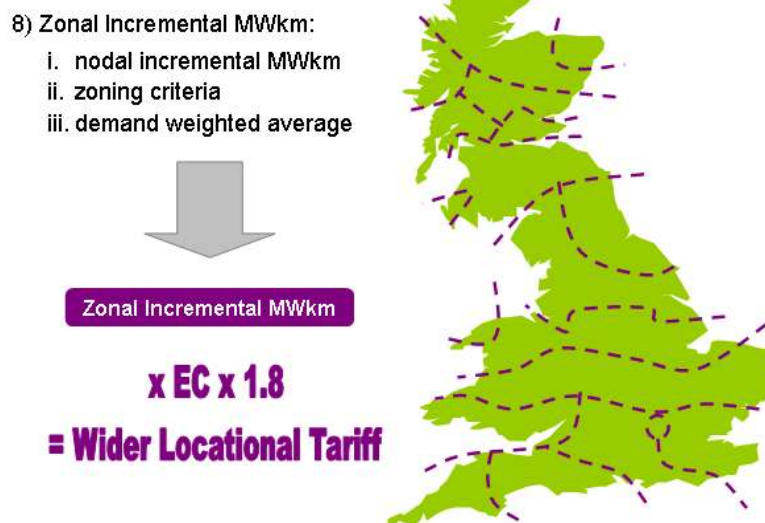 8) Zonal Incremental MWkm:
i. nodal incremental MWkm
ii. zoning criteria
iii. demand weighted average
Zonal Incremental MWkm
x EC x 1.8
= Wider Locational Tariff